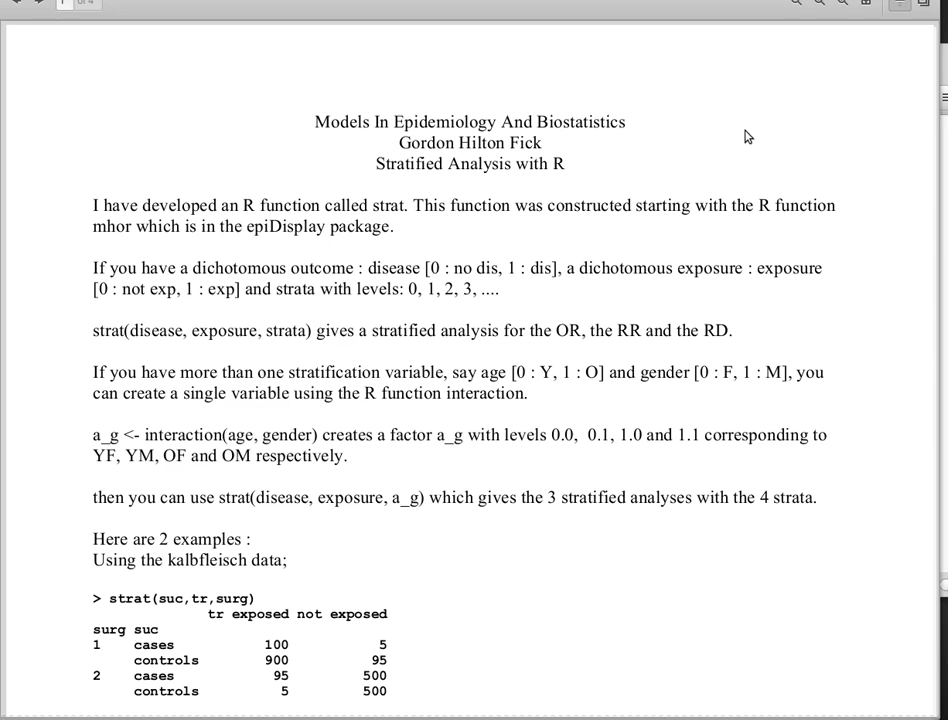 1 of 4
Models In Epidemiology And Biostatistics
Gordon Hilton Fick
Stratified Analysis with R
I have developed an R function called strat. This function was constructed starting with the R function
mhor which is in the epiDisplay package.
If you have a dichotomous outcome : disease [0 : no dis, 1 : dis], a dichotomous exposure : exposure
[0 : not exp, 1 : exp] and strata with levels: 0, 1, 2, 3, ....
strat(disease, exposure, strata) gives a stratified analysis for the OR, the RR and the RD.
If you have more than one stratification variable, say age [0 : Y, 1 : O] and gender [0 : F, 1 : M], you
can create a single variable using the R function interaction.
a_g <- interaction(age, gender) creates a factor a_g with levels 0.0,  0.1, 1.0 and 1.1 corresponding to
YF, YM, OF and OM respectively.
then you can use strat(disease, exposure, a_g) which gives the 3 stratified analyses with the 4 strata.
Here are 2 examples :
Using the kalbfleisch data;
> strat(suc,tr,surg)
tr exposed not exposed
surg suc
1 cases 100 5
controls 900 95
2 cases 95 500
controls 5 500